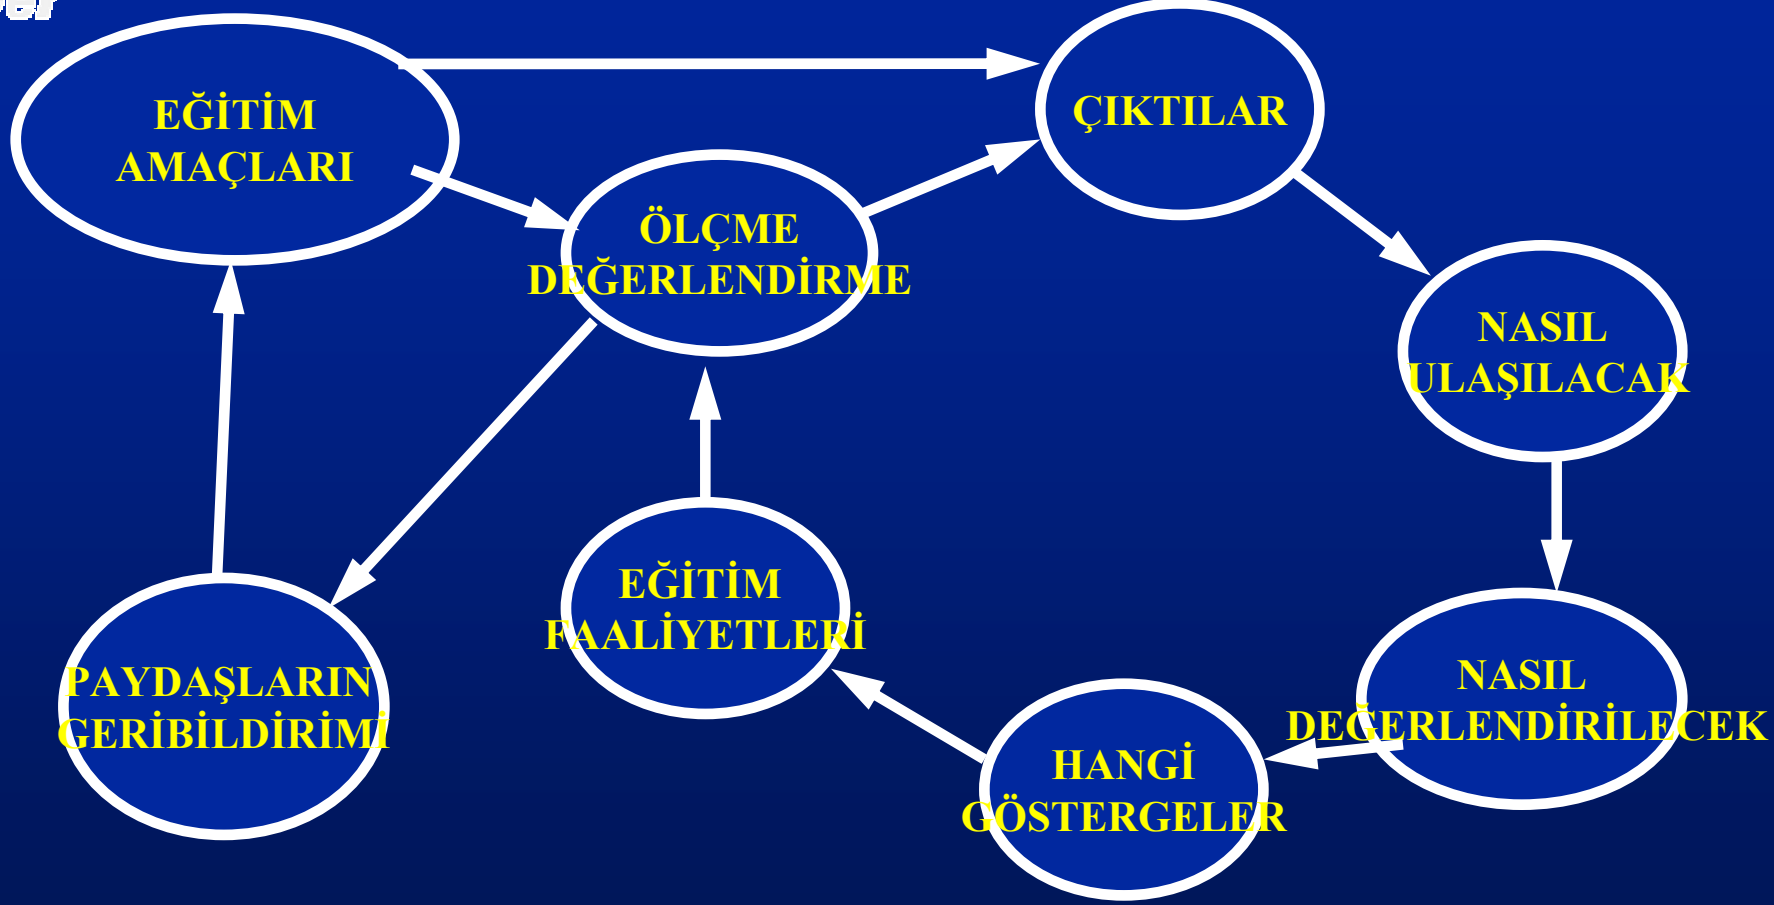 EĞİTİM
AMAÇLARI
ÇIKTILAR
ÖLÇME
DEĞERLENDİRME
NASIL
ULAŞILACAK
EĞİTİM
FAALİYETLERİ
PAYDAŞLARIN
GERİBİLDİRİMİ
NASIL
DEĞERLENDİRİLECEK
HANGİ
GÖSTERGELER